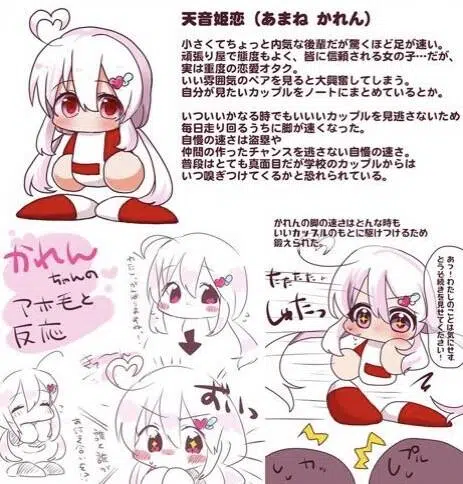 天音姫恋（あまね かれん）
小さくてちょっと内気な後輩だが驚くほど足が速い。
頑張り屋で態度もよく、皆に信頼される女の子…だが、
実は重度の恋愛オタク。
いい雰囲気のペアを見ると大興奮してしまう。
自分が見たいカップルをノートにまとめているとか。
いついいかなる時でもいいいカップルを見逃さないため
毎日走り回るうちに脚が速くなった。
自慢の速さは盗塁や
仲間の作ったチャンスを逃さない自慢の速さ。
普段はとても真面目だが学校のカップルからは
いつ嗅ぎつけてくるかと恐れられている。
かれんの脚の速さはどんな時も
いいカップルのもとに駆けつけるため
鍛えられた。
かれん
ちゃんの
アホ毛と
反応
たたたた…
しゅたっ
あっ！わたしのことは気にせず
どうぞ続きを見せてください！
ずいっ
カッ
プル